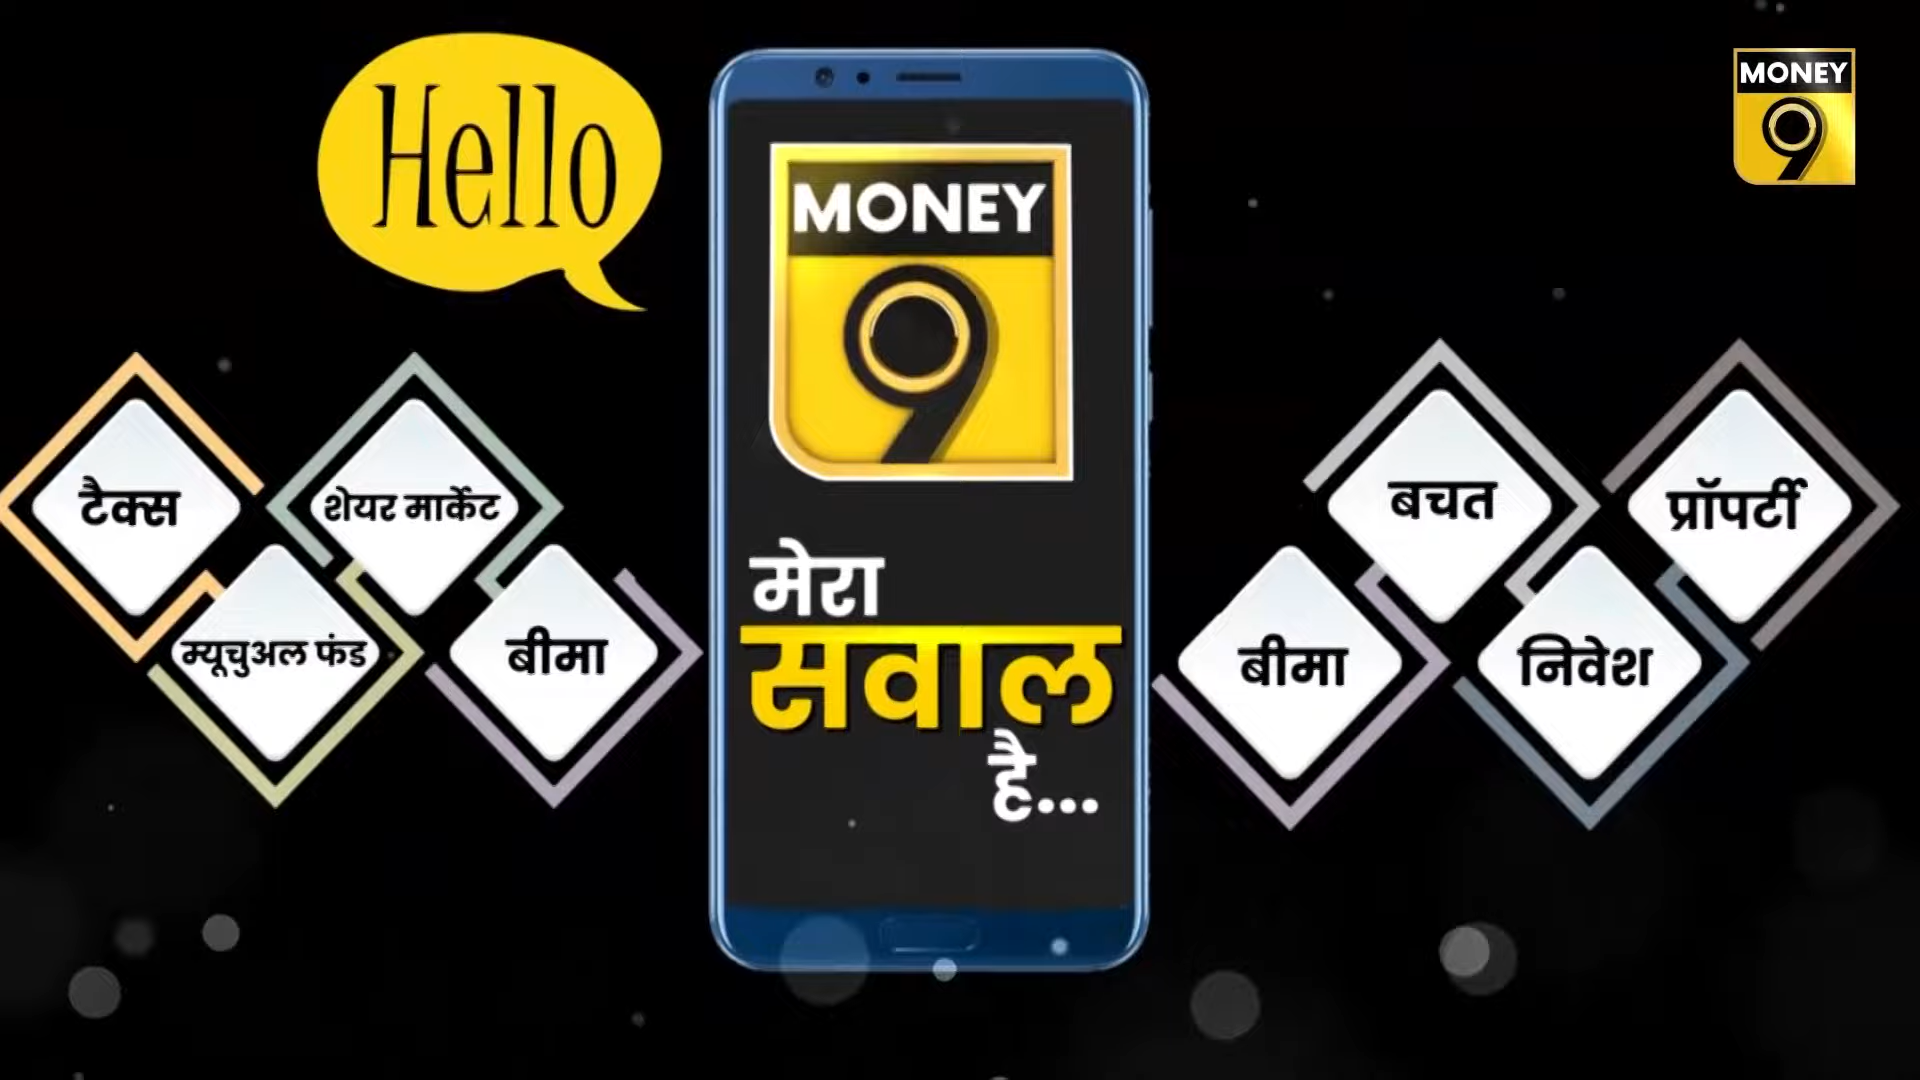 Hello
MONEY
9
टैक्स
शेयर मार्केट
म्यूचुअल फंड
बीमा
MONEY
9
मेरा
सवाल
है...
बचत
प्रॉपर्टी
बीमा
निवेश